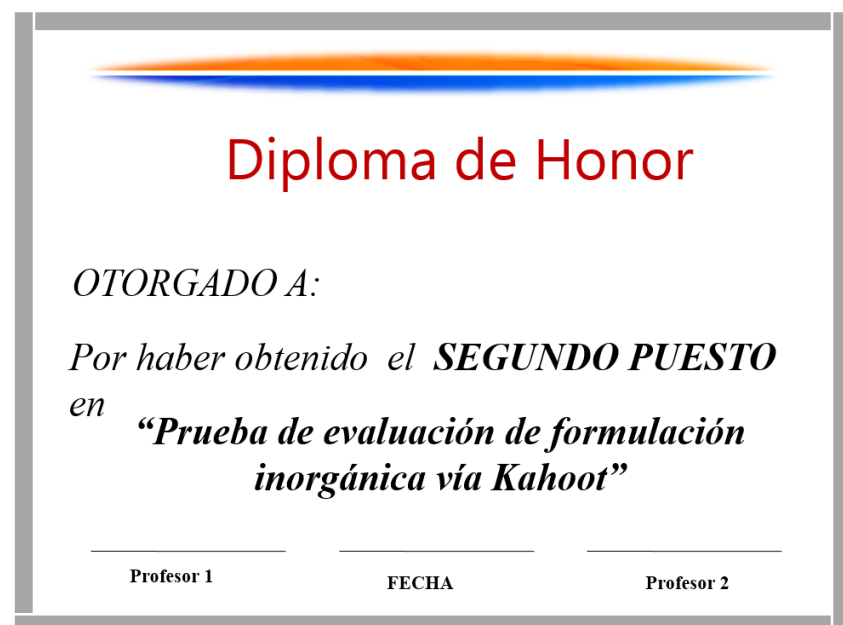 Diploma de Honor
OTORGADO A:
Por haber obtenido el SEGUNDO PUESTO
en
“Prueba de evaluación de formulación
inorgánica vía Kahoot”
Profesor 1
FECHA
Profesor 2